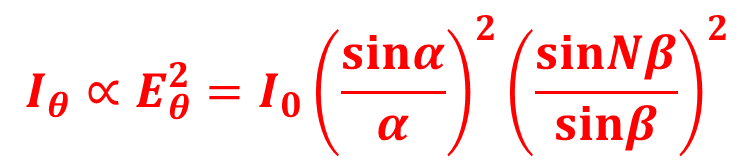 I_θ ∝ E_θ^2 = I_0 (sinα/α)^2 (sinNβ/sinβ)^2